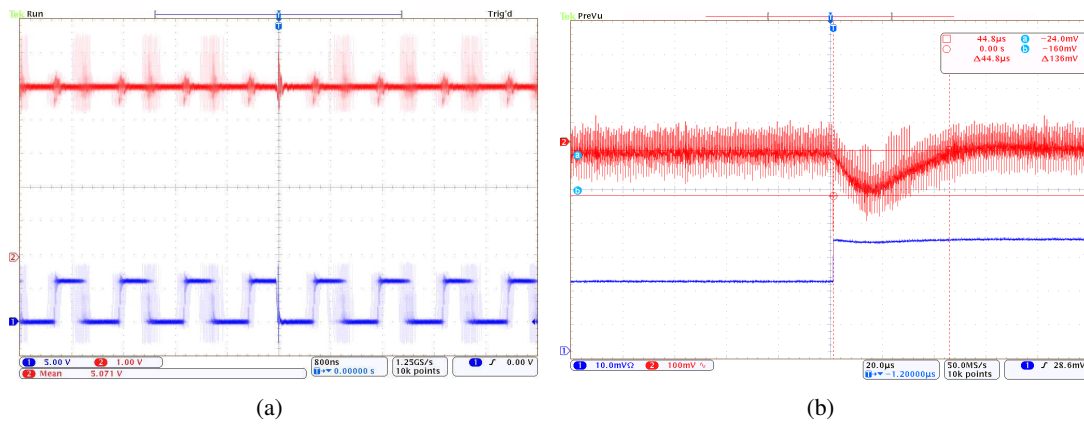 Tek Run Trig'd
T
T
2
1
1 5.00 V 2 1.00 V 800ns 1.25GS/s 1 ƒ 0.00 V
2 Mean 5.071 V T→▼ 0.00000 s 10k points
(a)
Tek PreVu
T
T
44.8µs a −24.0mV
0.00 s b −160mV
Δ44.8µs Δ136mV
2
a
b
1
1 10.0mVΩ 2 100mV ∿ 20.0µs 50.0MS/s 1 ƒ 28.6mV
T→▼ −1.20000µs 10k points
(b)